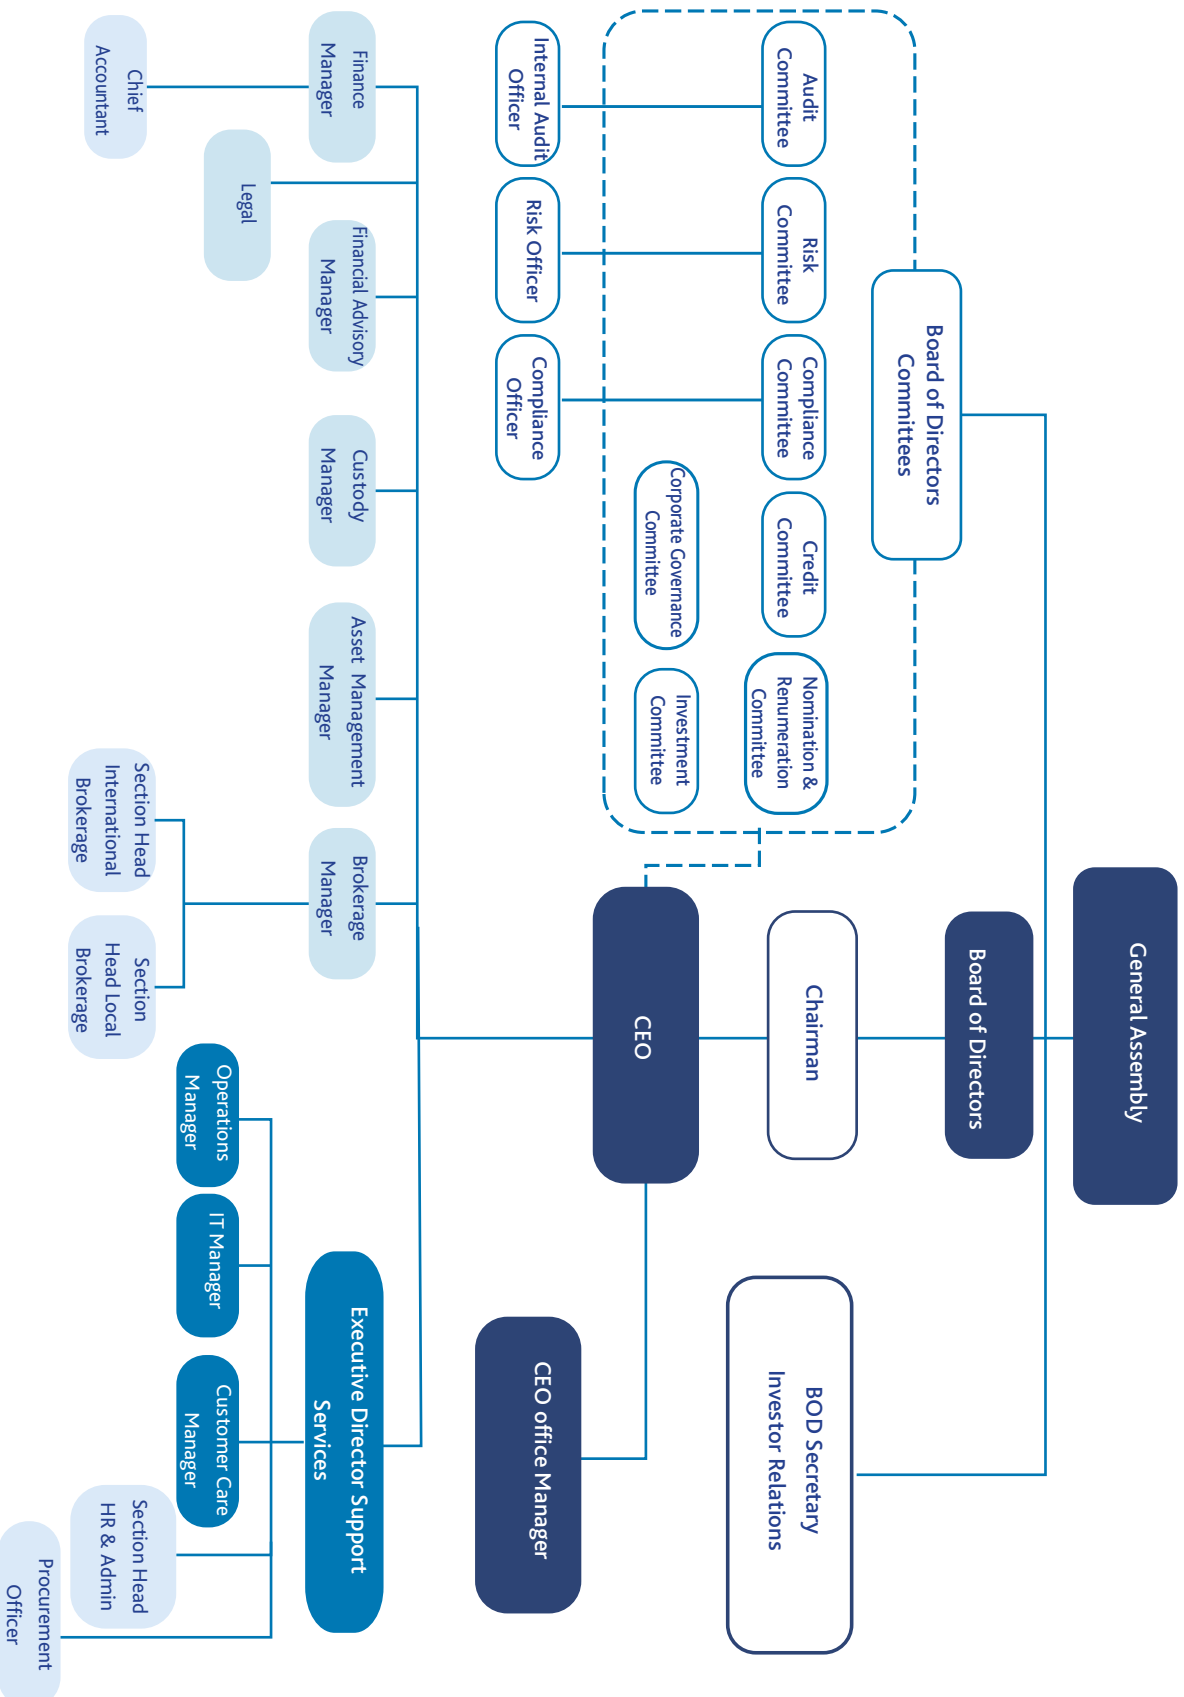 General Assembly
Board of Directors
Board of Directors
Committees
Chairman
BOD Secretary
Investor Relations
Audit
Committee
Risk
Committee
Compliance
Committee
Credit
Committee
Nomination &
Renumeration
Committee
Corporate Governance
Committee
Investment
Committee
CEO
Internal Audit
Officer
Risk Officer
Compliance
Officer
CEO office Manager
Finance
Manager
Legal
Financial Advisory
Manager
Custody
Manager
Asset Management
Manager
Brokerage
Manager
Executive Director Support
Services
Chief
Accountant
Section Head
International
Brokerage
Section
Head Local
Brokerage
Operations
Manager
IT Manager
Customer Care
Manager
Section Head
HR & Admin
Procurement
Officer